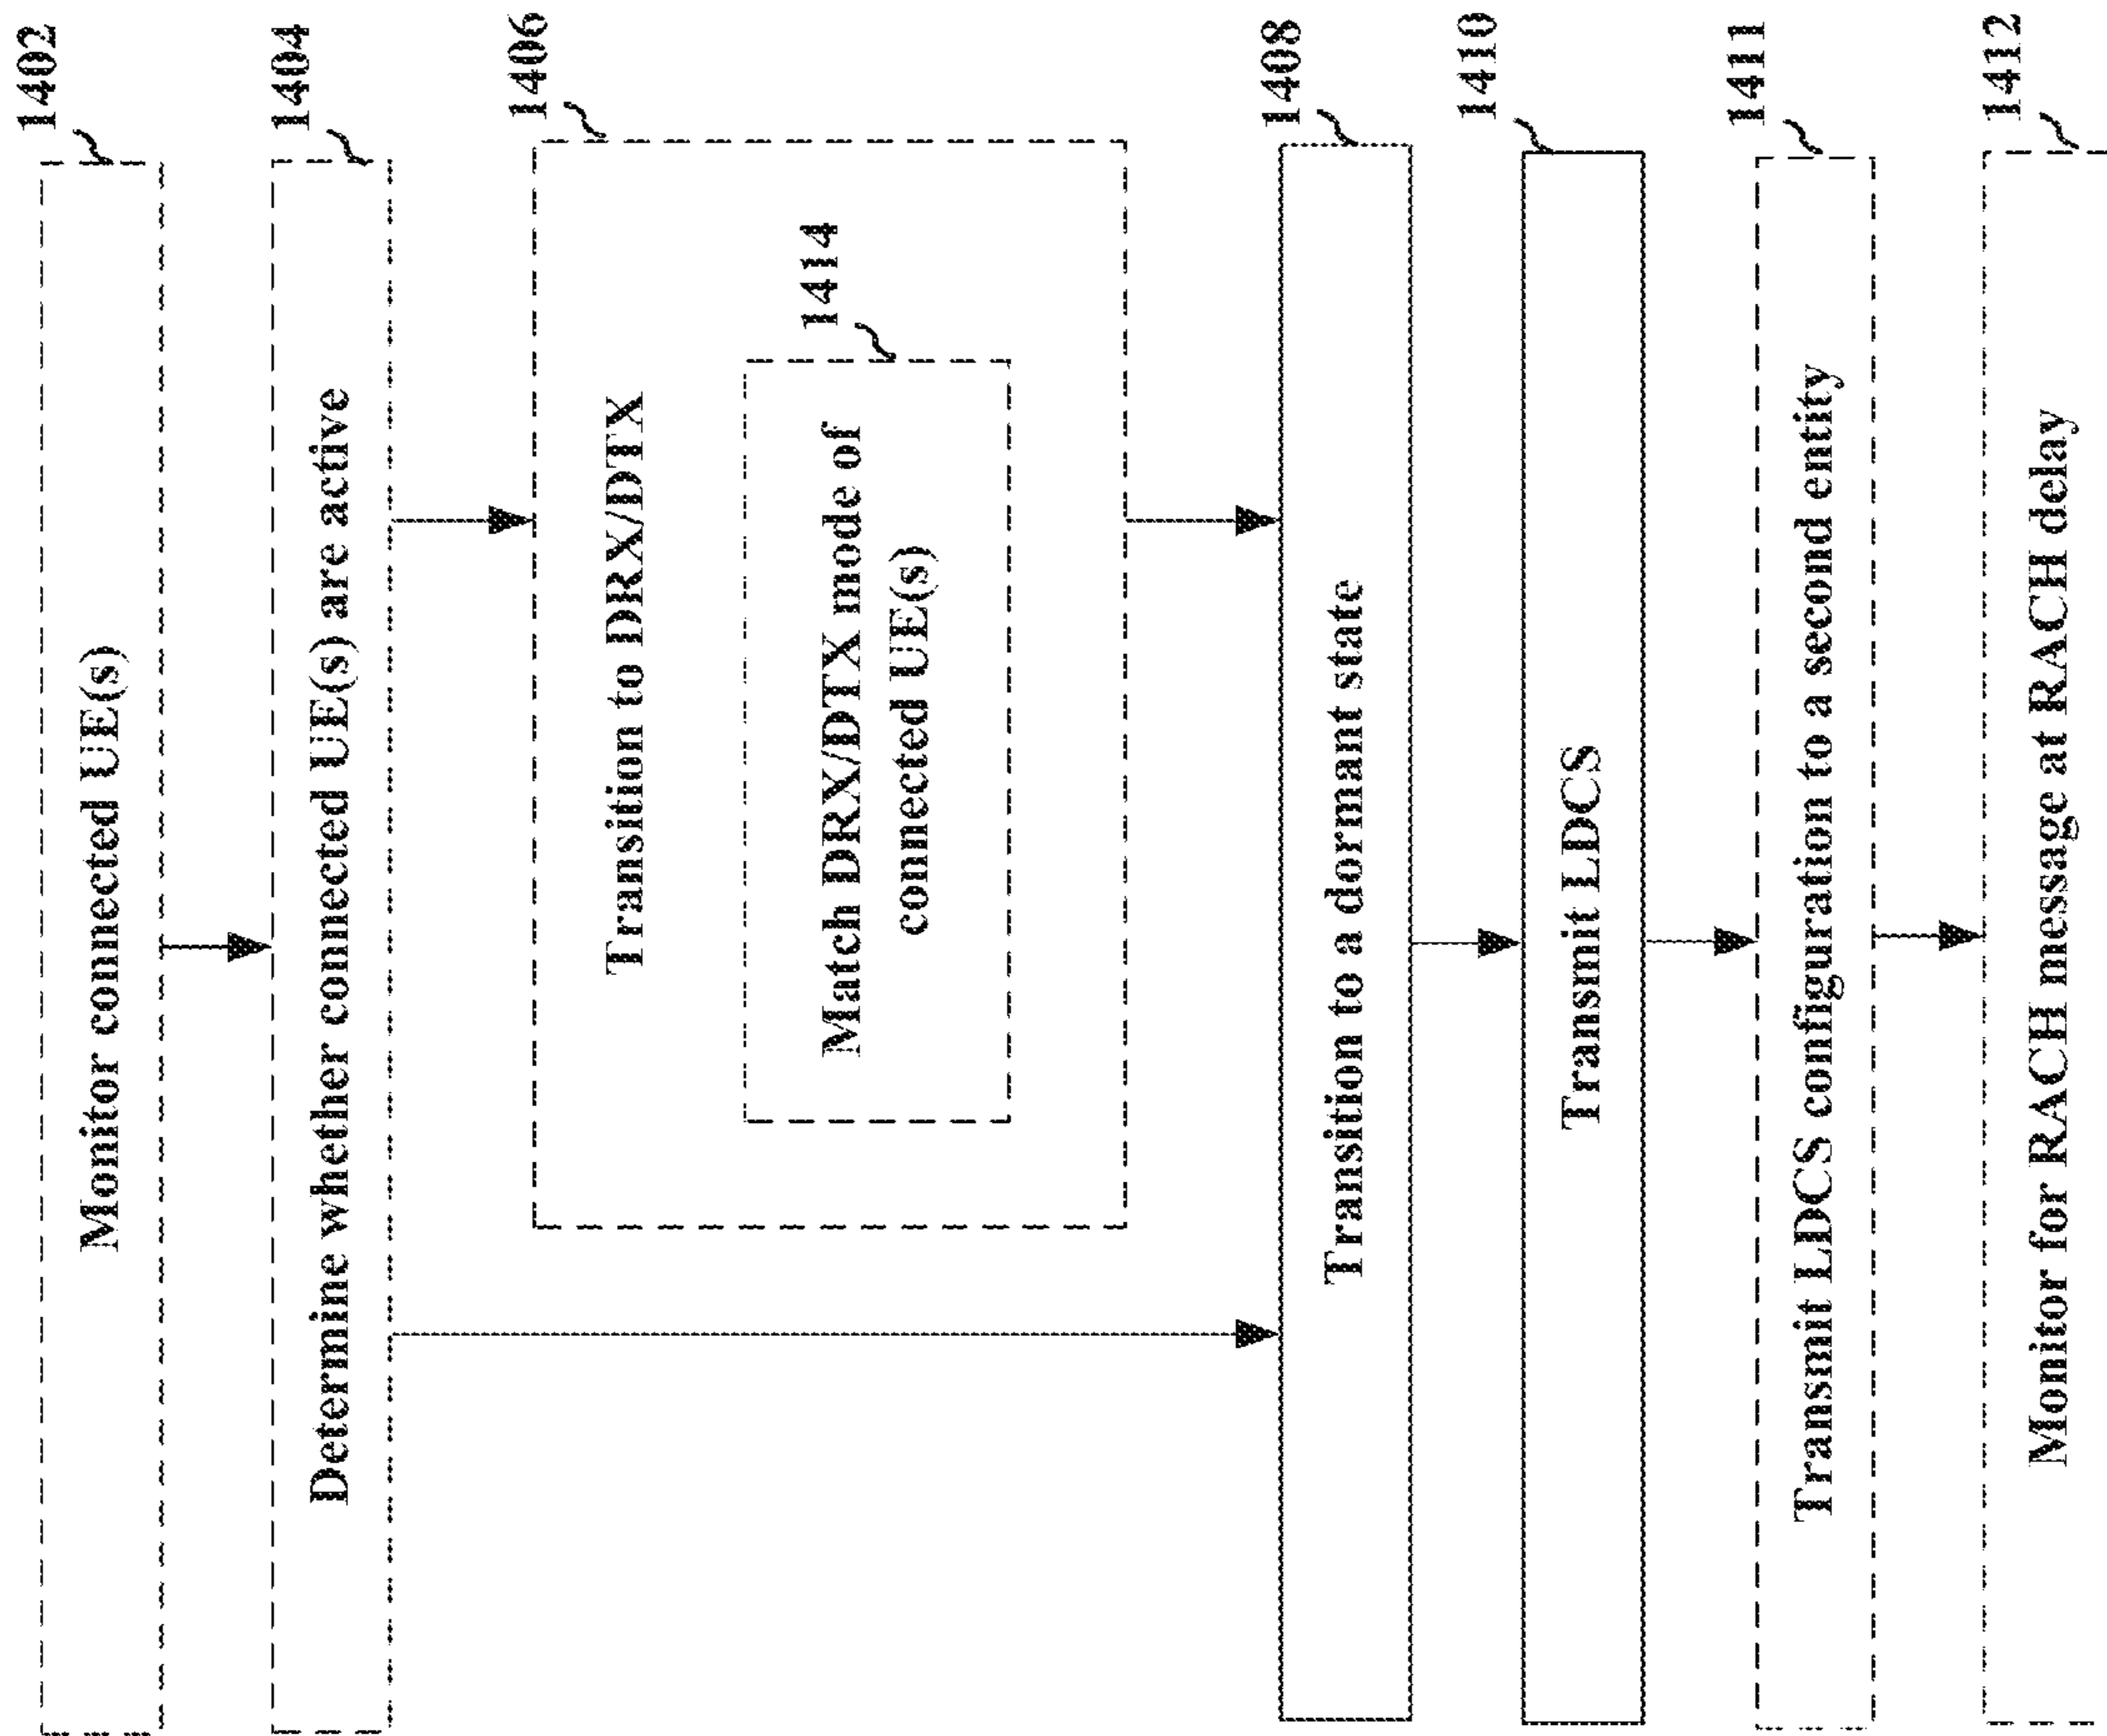 1402
Monitor connected UE(s)
1404
Determine whether connected UE(s) are active
1406
Transition to DRX/DTX
1414
Match DRX/DTX mode of
connected UE(s)
1408
Transition to a dormant state
1410
Transmit LDCS
1411
Transmit LDCS configuration to a second entity
1412
Monitor for RACH message at RACH delay